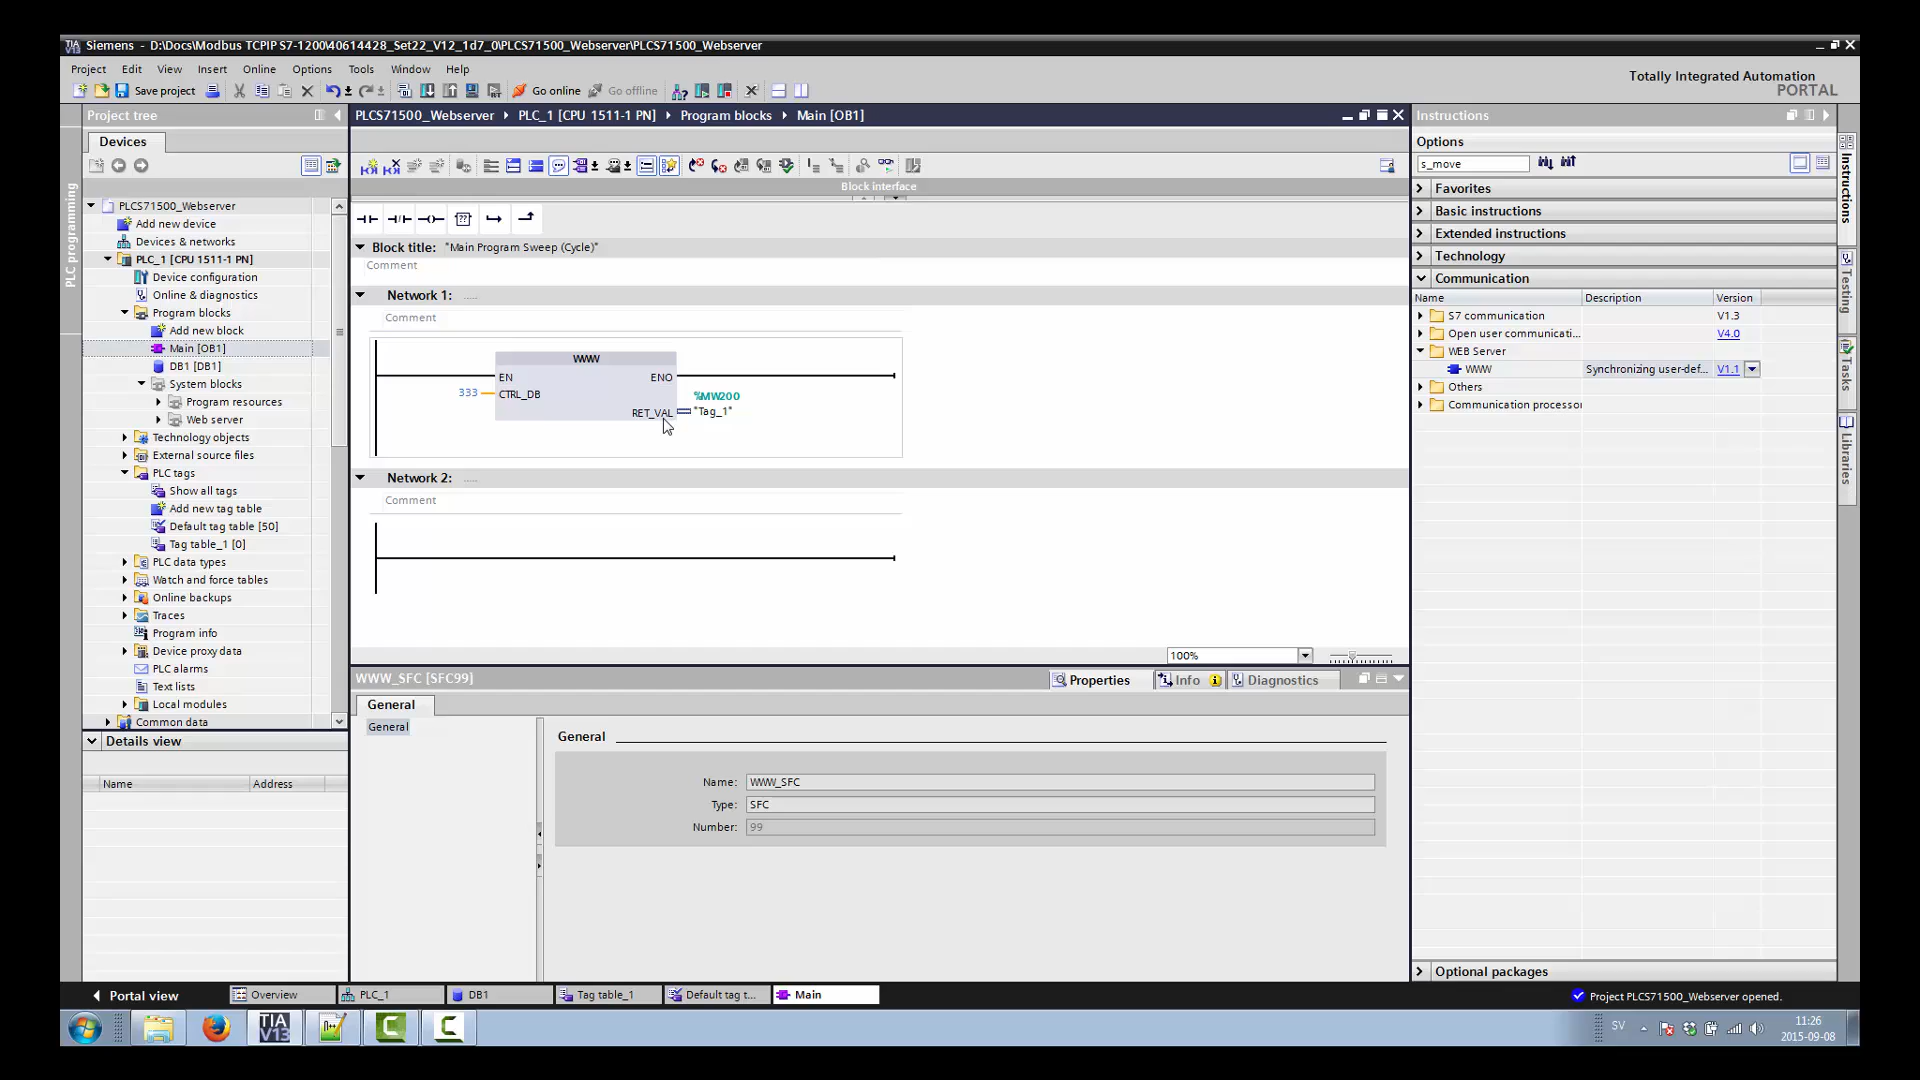 Siemens - D:\Docs\Modbus TCPIP S7-1200\40614428_Set22_V12_1d7_0\PLCS71500_Webserver\PLCS71500_Webserver
Project Edit View Insert Online Options Tools Window Help
Totally Integrated Automation
PORTAL
Save project
Go online
Go offline
Project tree
Devices
PLC programming
PLCS71500_Webserver
Add new device
Devices & networks
PLC_1 [CPU 1511-1 PN]
Device configuration
Online & diagnostics
Program blocks
Add new block
Main [OB1]
DB1 [DB1]
System blocks
Program resources
Web server
Technology objects
External source files
PLC tags
Show all tags
Add new tag table
Default tag table [50]
Tag table_1 [0]
PLC data types
Watch and force tables
Online backups
Traces
Program info
Device proxy data
PLC alarms
Text lists
Local modules
Common data
Details view
Name Address
PLCS71500_Webserver PLC_1 [CPU 1511-1 PN] Program blocks Main [OB1]
Block interface
Block title: "Main Program Sweep (Cycle)"
Comment
Network 1: .....
Comment
WWW
EN ENO
333 CTRL_DB
%MW200
RET_VAL "Tag_1"
Network 2: .....
Comment
100%
WWW_SFC [SFC99]
Properties Info Diagnostics
General
General
General
Name: WWW_SFC
Type: SFC
Number: 99
Instructions
Options
s_move
Favorites
Basic instructions
Extended instructions
Technology
Communication
Name Description Version
S7 communication V1.3
Open user communicati... V4.0
WEB Server
WWW Synchronizing user-def... V1.1
Others
Communication processor
Optional packages
Instructions
Testing
Tasks
Libraries
Portal view Overview PLC_1 DB1 Tag table_1 Default tag t... Main
Project PLCS71500_Webserver opened.
TIA
V13
SV
11:26
2015-09-08